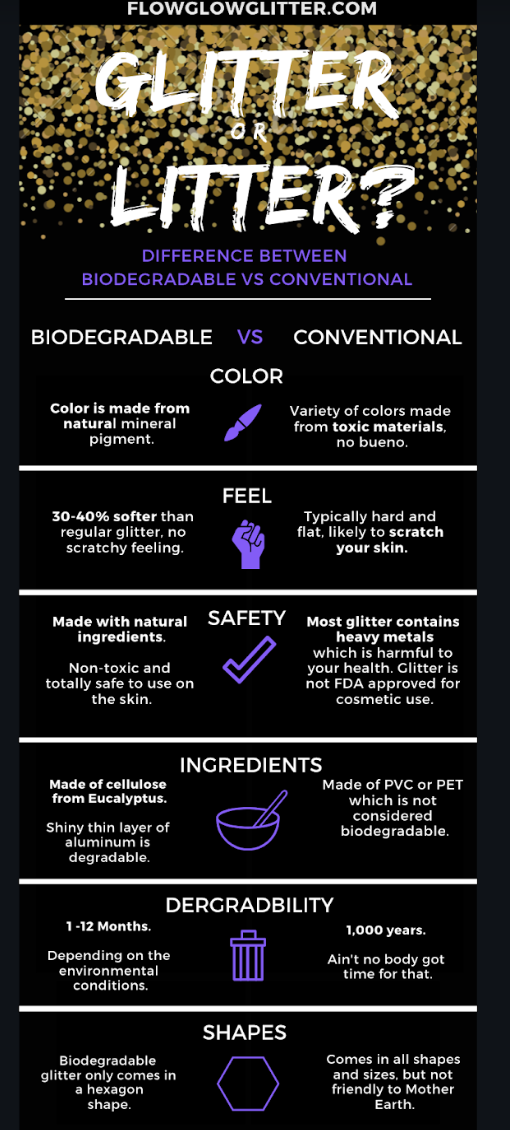 FLOWGLOWGLITTER.COM
GLITTER
OR
LITTER?
DIFFERENCE BETWEEN
BIODEGRADABLE VS CONVENTIONAL
BIODEGRADABLE VS CONVENTIONAL
COLOR
Color is made from
natural mineral
pigment.
Variety of colors made
from toxic materials,
no bueno.
FEEL
30-40% softer than
regular glitter, no
scratchy feeling.
Typically hard and
flat, likely to scratch
your skin.
SAFETY
Made with natural
ingredients.
Non-toxic and
totally safe to use on
the skin.
Most glitter contains
heavy metals
which is harmful to
your health. Glitter is
not FDA approved for
cosmetic use.
INGREDIENTS
Made of cellulose
from Eucalyptus.
Shiny thin layer of
aluminum is
degradable.
Made of PVC or PET
which is not
considered
biodegradable.
DERGRADBILITY
1 -12 Months.
Depending on the
environmental
conditions.
1,000 years.
Ain't no body got
time for that.
SHAPES
Biodegradable
glitter only comes in
a hexagon
shape.
Comes in all shapes
and sizes, but not
friendly to Mother
Earth.